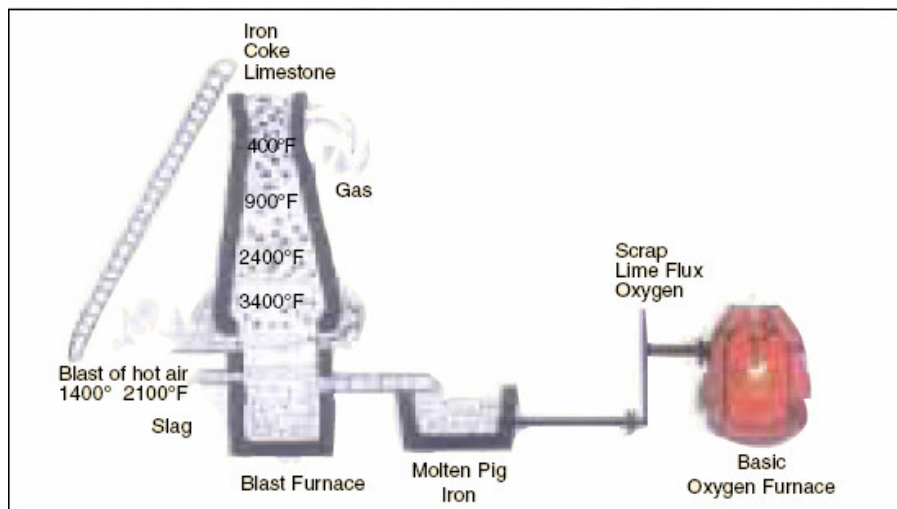 Iron
Coke
Limestone
400°F
Gas
900°F
2400°F
3400°F
Scrap
Lime Flux
Oxygen
Blast of hot air
1400° 2100°F
Slag
Blast Furnace
Molten Pig
Iron
Basic
Oxygen Furnace